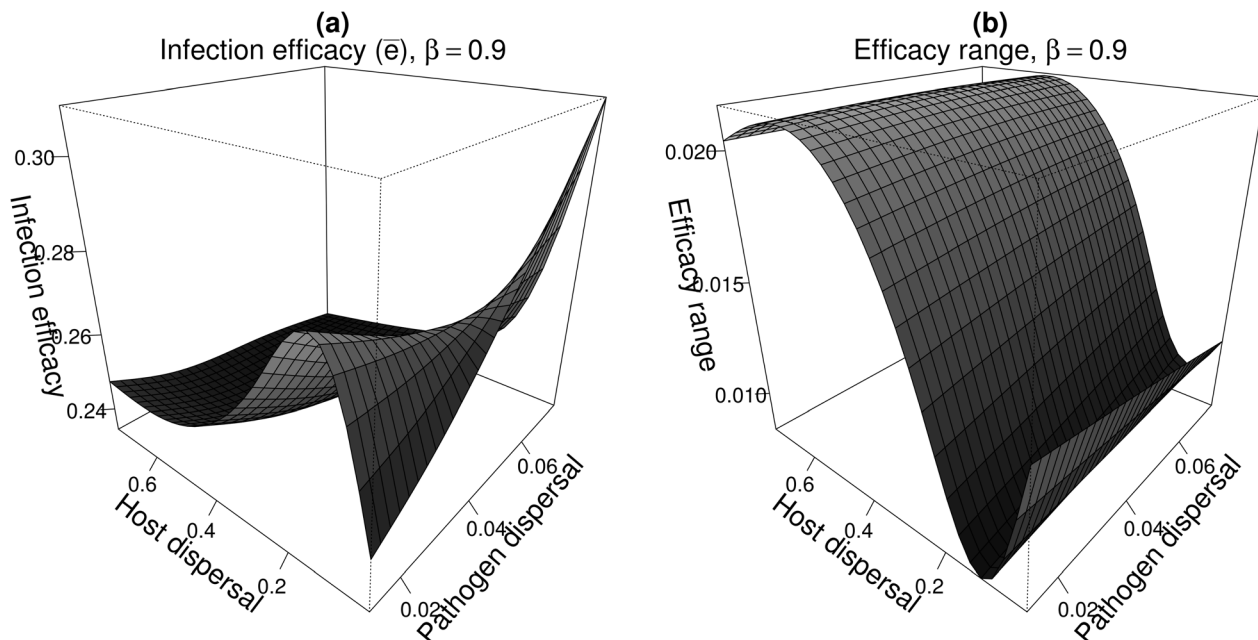 (a)
Infection efficacy (e̅), β = 0.9
0.30
0.28
0.26
0.24
Infection efficacy
0.6
0.4
0.2
Host dispersal
0.02
0.04
0.06
Pathogen dispersal
(b)
Efficacy range, β = 0.9
0.020
0.015
0.010
Efficacy range
0.6
0.4
0.2
Host dispersal
0.02
0.04
0.06
Pathogen dispersal